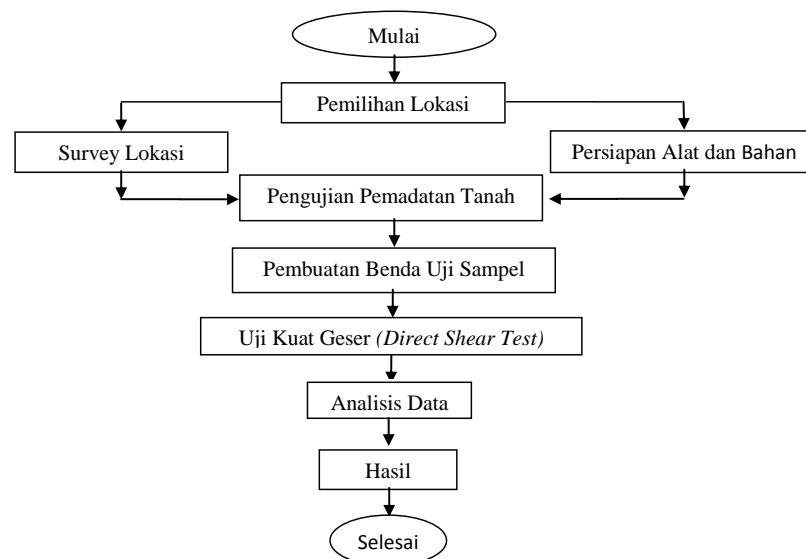 Mulai
Pemilihan Lokasi
Survey Lokasi
Persiapan Alat dan Bahan
Pengujian Pemadatan Tanah
Pembuatan Benda Uji Sampel
Uji Kuat Geser (Direct Shear Test)
Analisis Data
Hasil
Selesai